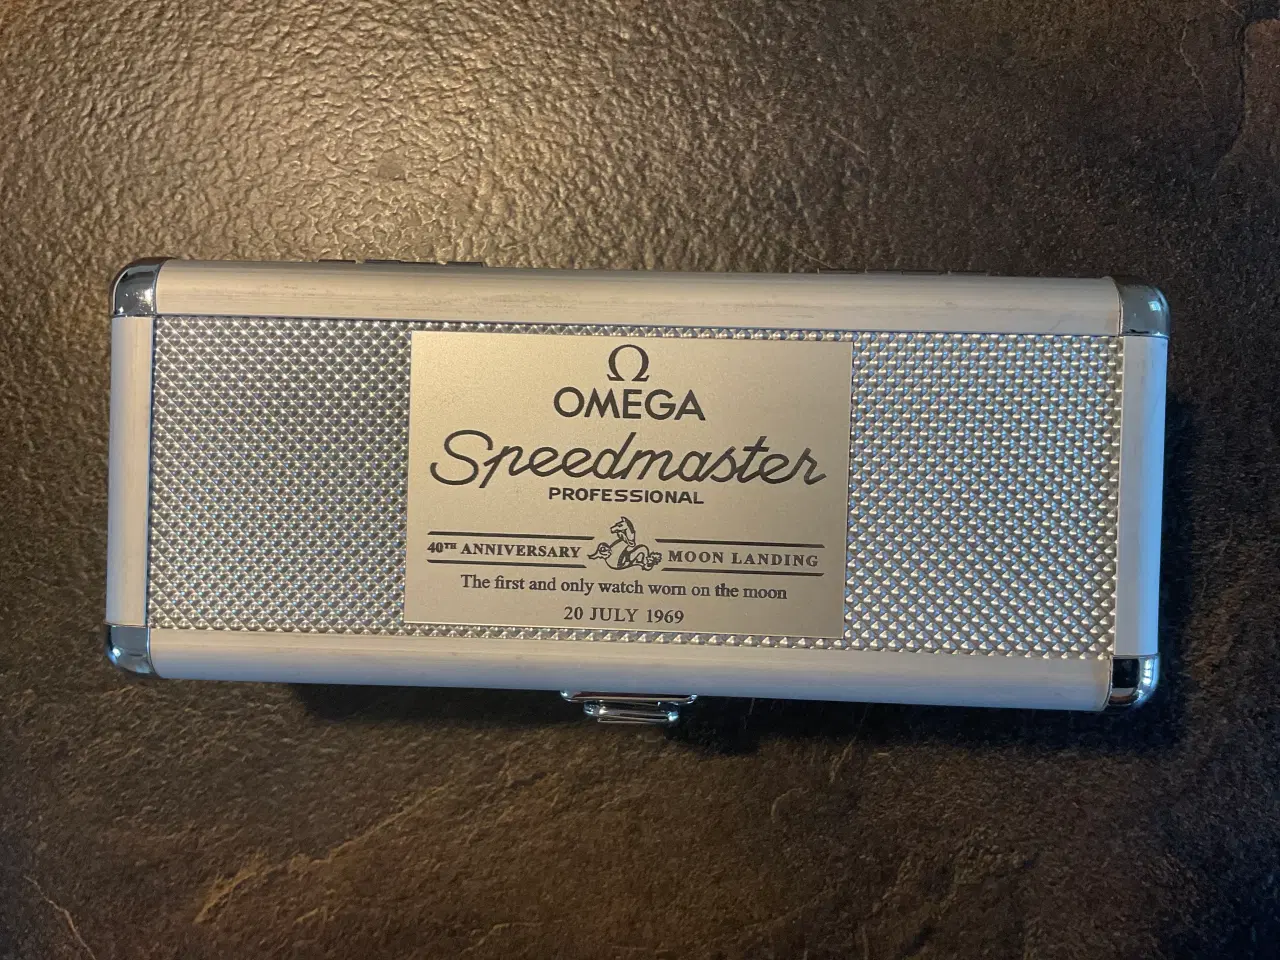 Ω
OMEGA
Speedmaster
PROFESSIONAL
40TH ANNIVERSARY MOON LANDING
The first and only watch worn on the moon
20 JULY 1969